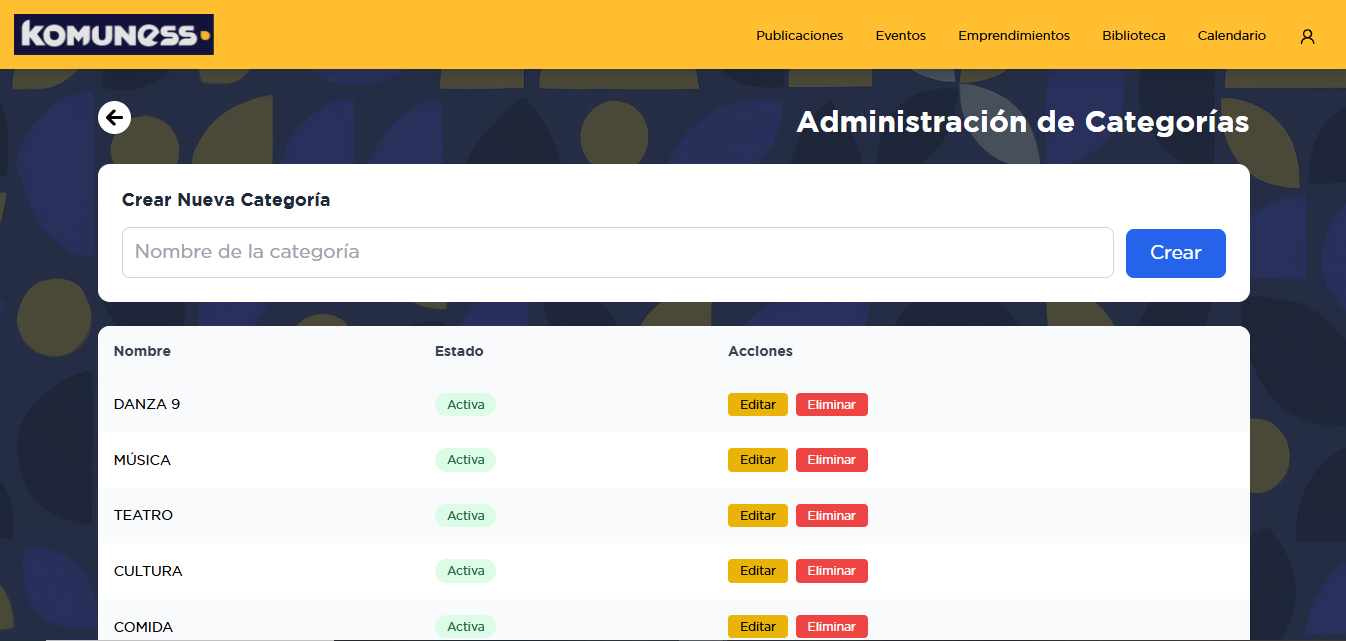 KOMUNESS
Publicaciones Eventos Emprendimientos Biblioteca Calendario
Administración de Categorías
Crear Nueva Categoría
Nombre de la categoría Crear
Nombre Estado Acciones
DANZA 9 Activa Editar Eliminar
MÚSICA Activa Editar Eliminar
TEATRO Activa Editar Eliminar
CULTURA Activa Editar Eliminar
COMIDA Activa Editar Eliminar